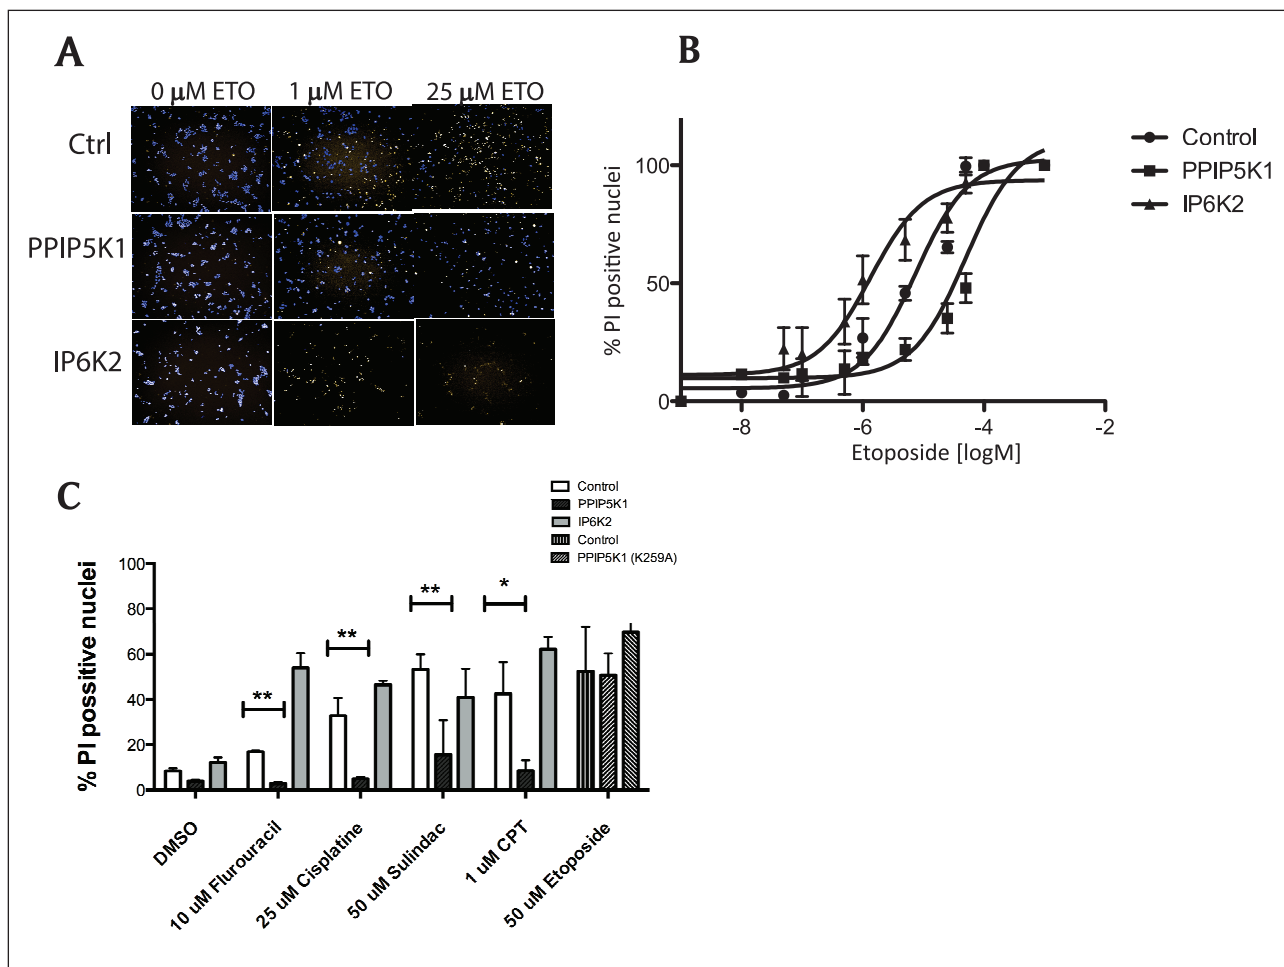 A
0 µM ETO
1 µM ETO
25 µM ETO
Ctrl
PPIP5K1
IP6K2
B
% PI positive nuclei
100
50
0
-8
-6
-4
-2
Etoposide [logM]
Control
PPIP5K1
IP6K2
C
Control
PPIP5K1
IP6K2
Control
PPIP5K1 (K259A)
% PI possitive nuclei
100
80
60
40
20
0
**
**
**
*
DMSO
10 uM Flurouracil
25 uM Cisplatine
50 uM Sulindac
1 uM CPT
50 uM Etoposide